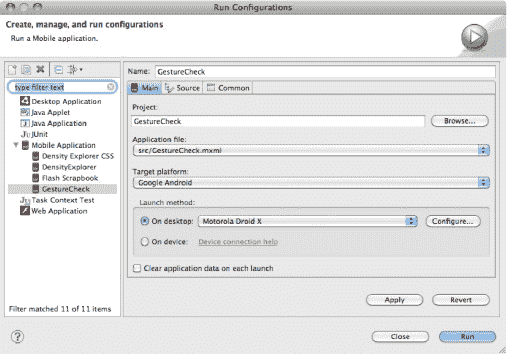 Run Configurations
Create, manage, and run configurations
Run a Mobile application.
type filter text
Desktop Application
Java Applet
Java Application
JUnit
Mobile Application
Density Explorer CSS
DensityExplorer
Flash Scrapbook
GestureCheck
Task Context Test
Web Application
Filter matched 11 of 11 items
Name: GestureCheck
Main Source Common
Project:
GestureCheck Browse...
Application file:
src/GestureCheck.mxml
Target platform:
Google Android
Launch method:
On desktop: Motorola Droid X Configure...
On device: Device connection help
Clear application data on each launch
Apply Revert
? Close Run